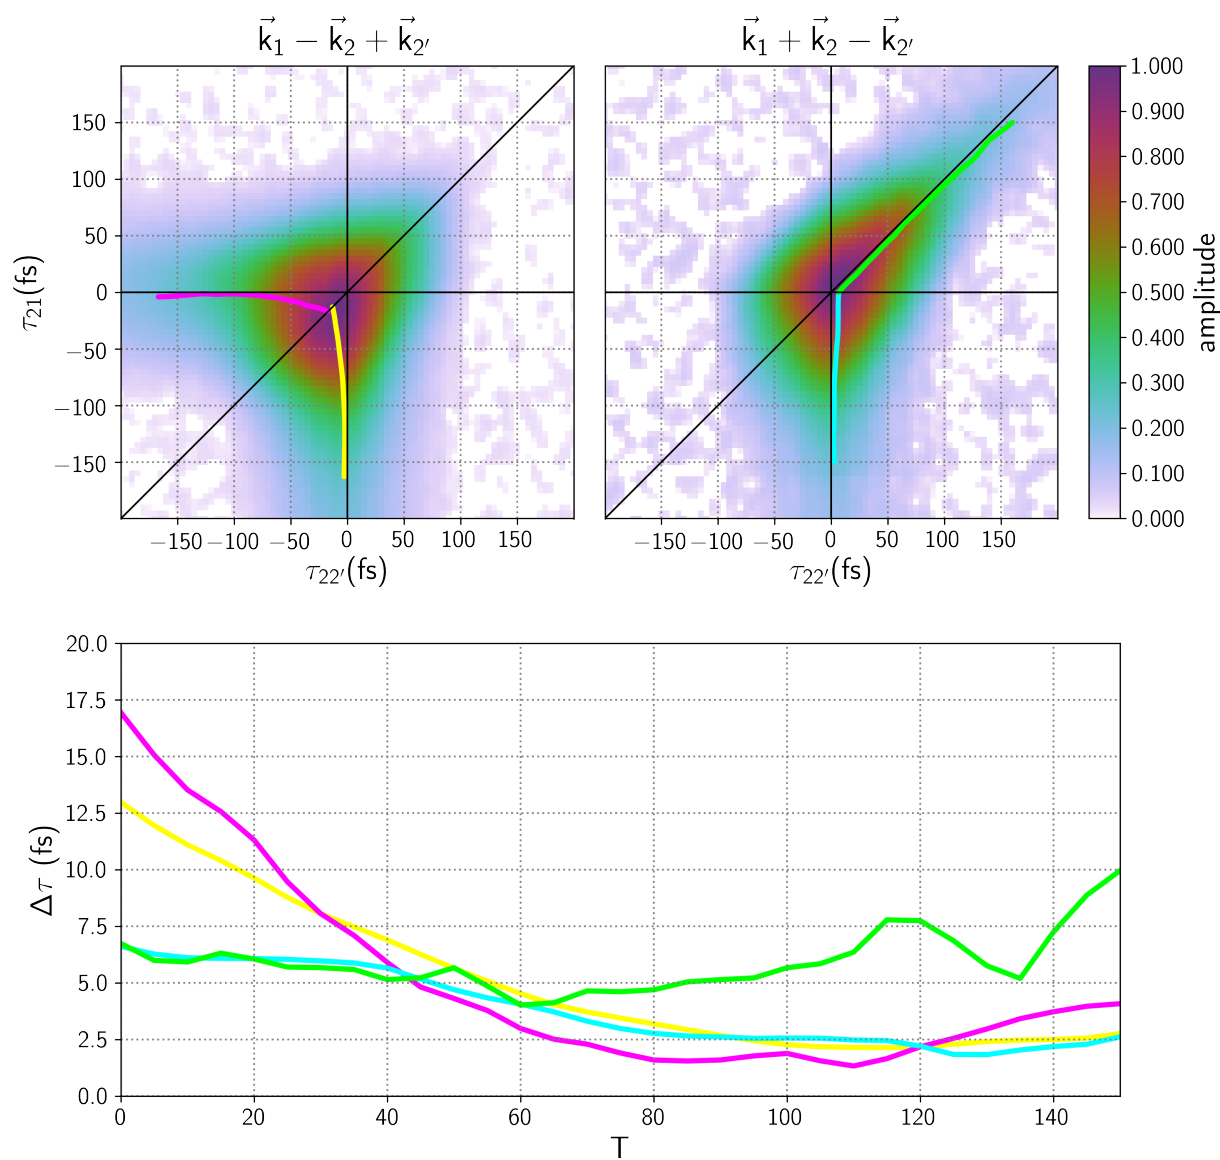 k⃗₁ − k⃗₂ + k⃗₂′
k⃗₁ + k⃗₂ − k⃗₂′
τ₂₁(fs)
150
100
50
0
−50
−100
−150
−150 −100 −50 0 50 100 150
τ₂₂′(fs)
−150 −100 −50 0 50 100 150
τ₂₂′(fs)
1.000
0.900
0.800
0.700
0.600
0.500
0.400
0.300
0.200
0.100
0.000
amplitude
Δτ (fs)
20.0
17.5
15.0
12.5
10.0
7.5
5.0
2.5
0.0
0 20 40 60 80 100 120 140
T